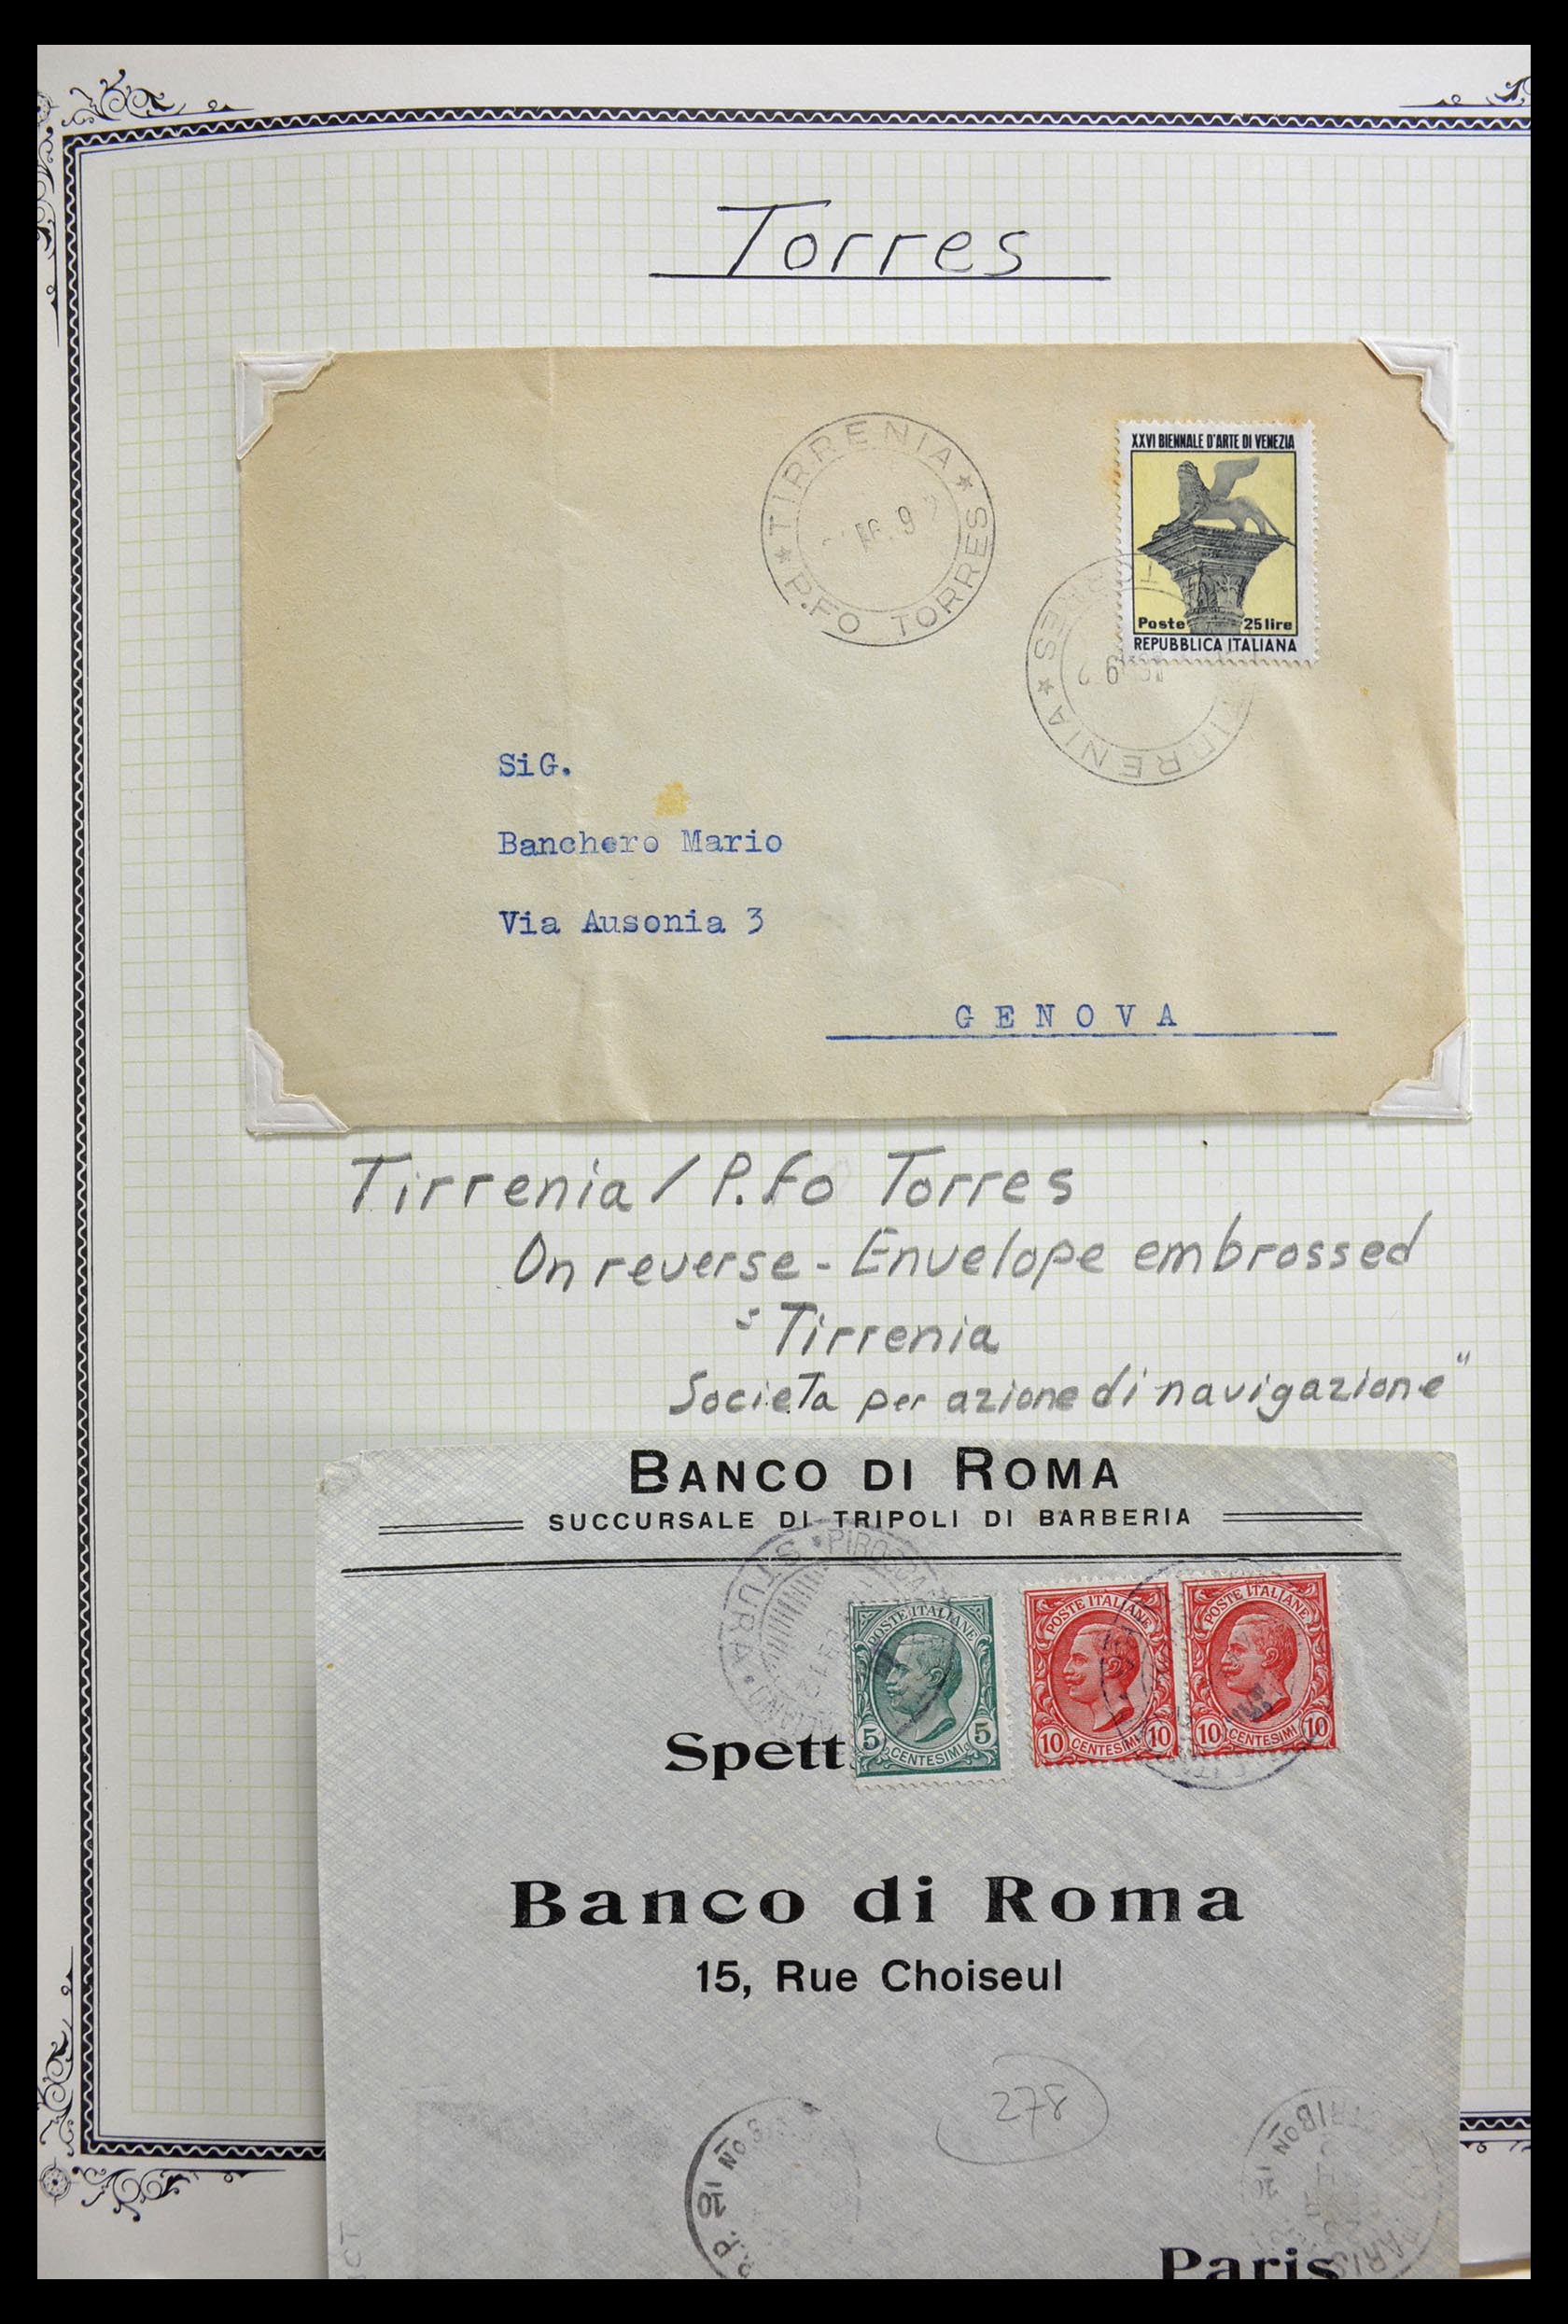 Torres
TIRRENIA
P.FO TORRES
XXVI BIENNALE D'ARTE DI VENEZIA
Poste 25 lire
REPUBBLICA ITALIANA
TIRRENIA
SiG.
Banchero Mario
Via Ausonia 3
GENOVA
Tirrenia / P.Fo Torres
On reverse - Envelope embrossed
"Tirrenia
Societa per azione di navigazione"
BANCO DI ROMA
SUCCURSALE DI TRIPOLI DI BARBERIA
POSTE ITALIANE
5 CENTESIMI 5
POSTE ITALIANE
10 CENTESIMI 10
POSTE ITALIANE
10 CENTESIMI 10
Spett
Banco di Roma
15, Rue Choiseul
278
Paris